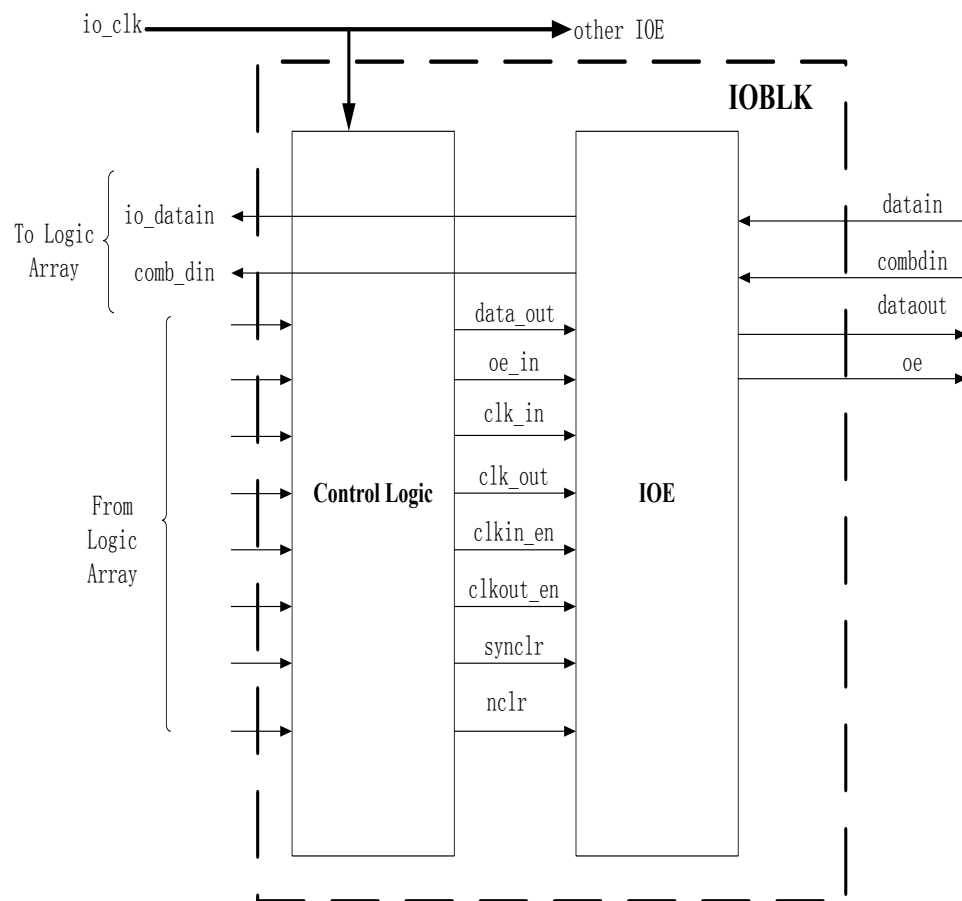 io_clk
other IOE
IOBLK
To Logic
Array
io_datain
comb_din
datain
combdin
dataout
oe
data_out
oe_in
clk_in
clk_out
clkin_en
clkout_en
synclr
nclr
Control Logic
IOE
From
Logic
Array